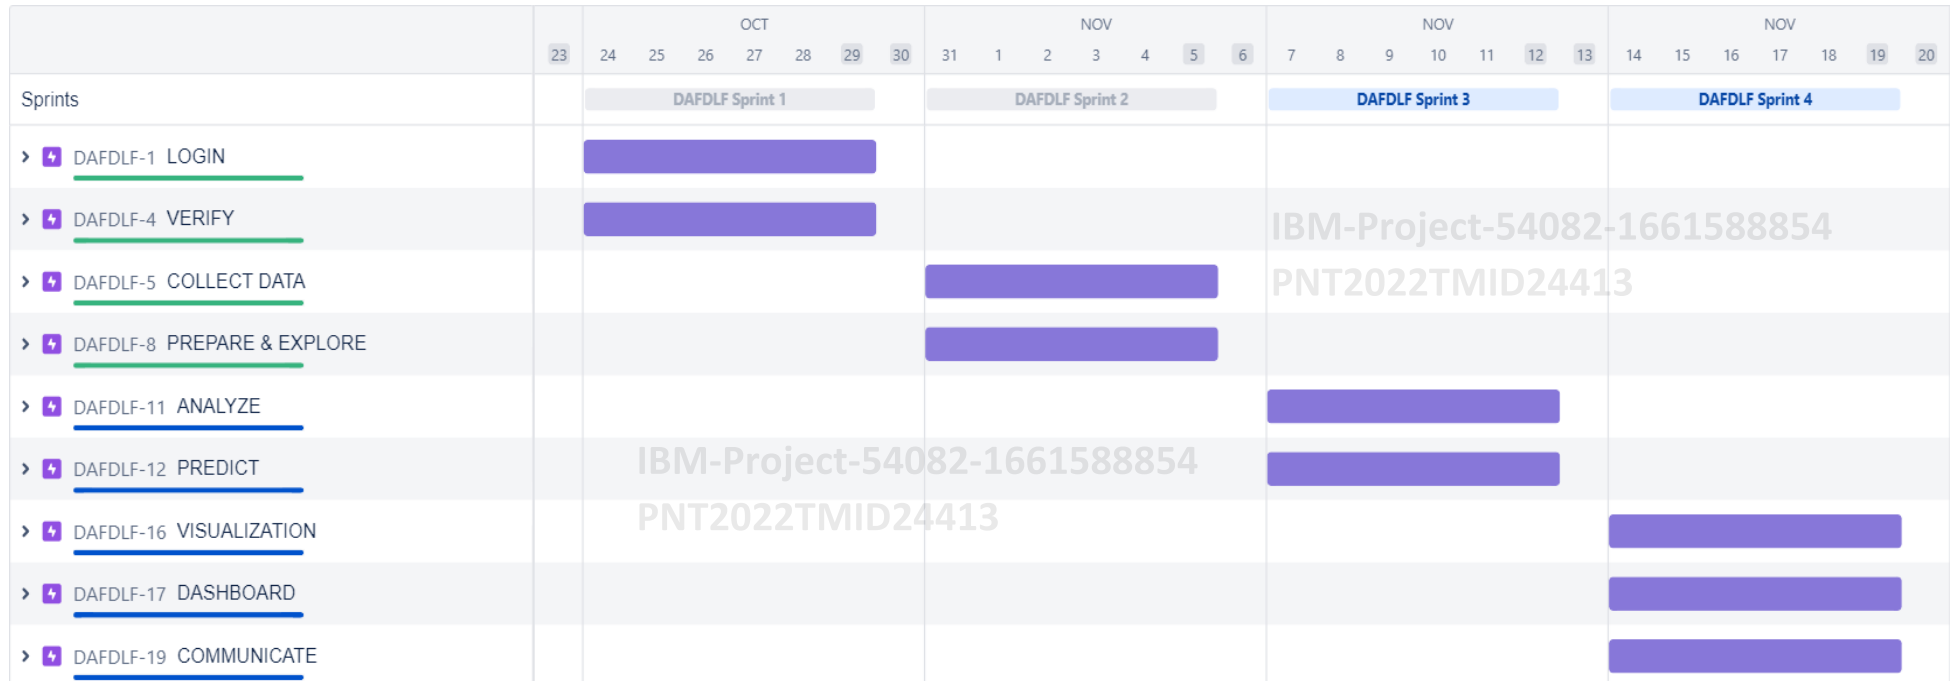 OCT NOV NOV NOV
23 24 25 26 27 28 29 30 31 1 2 3 4 5 6 7 8 9 10 11 12 13 14 15 16 17 18 19 20
Sprints DAFDLF Sprint 1 DAFDLF Sprint 2 DAFDLF Sprint 3 DAFDLF Sprint 4
DAFDLF-1 LOGIN
DAFDLF-4 VERIFY
IBM-Project-54082-1661588854
DAFDLF-5 COLLECT DATA
PNT2022TMID24413
DAFDLF-8 PREPARE & EXPLORE
DAFDLF-11 ANALYZE
DAFDLF-12 PREDICT
IBM-Project-54082-1661588854
PNT2022TMID24413
DAFDLF-16 VISUALIZATION
DAFDLF-17 DASHBOARD
DAFDLF-19 COMMUNICATE